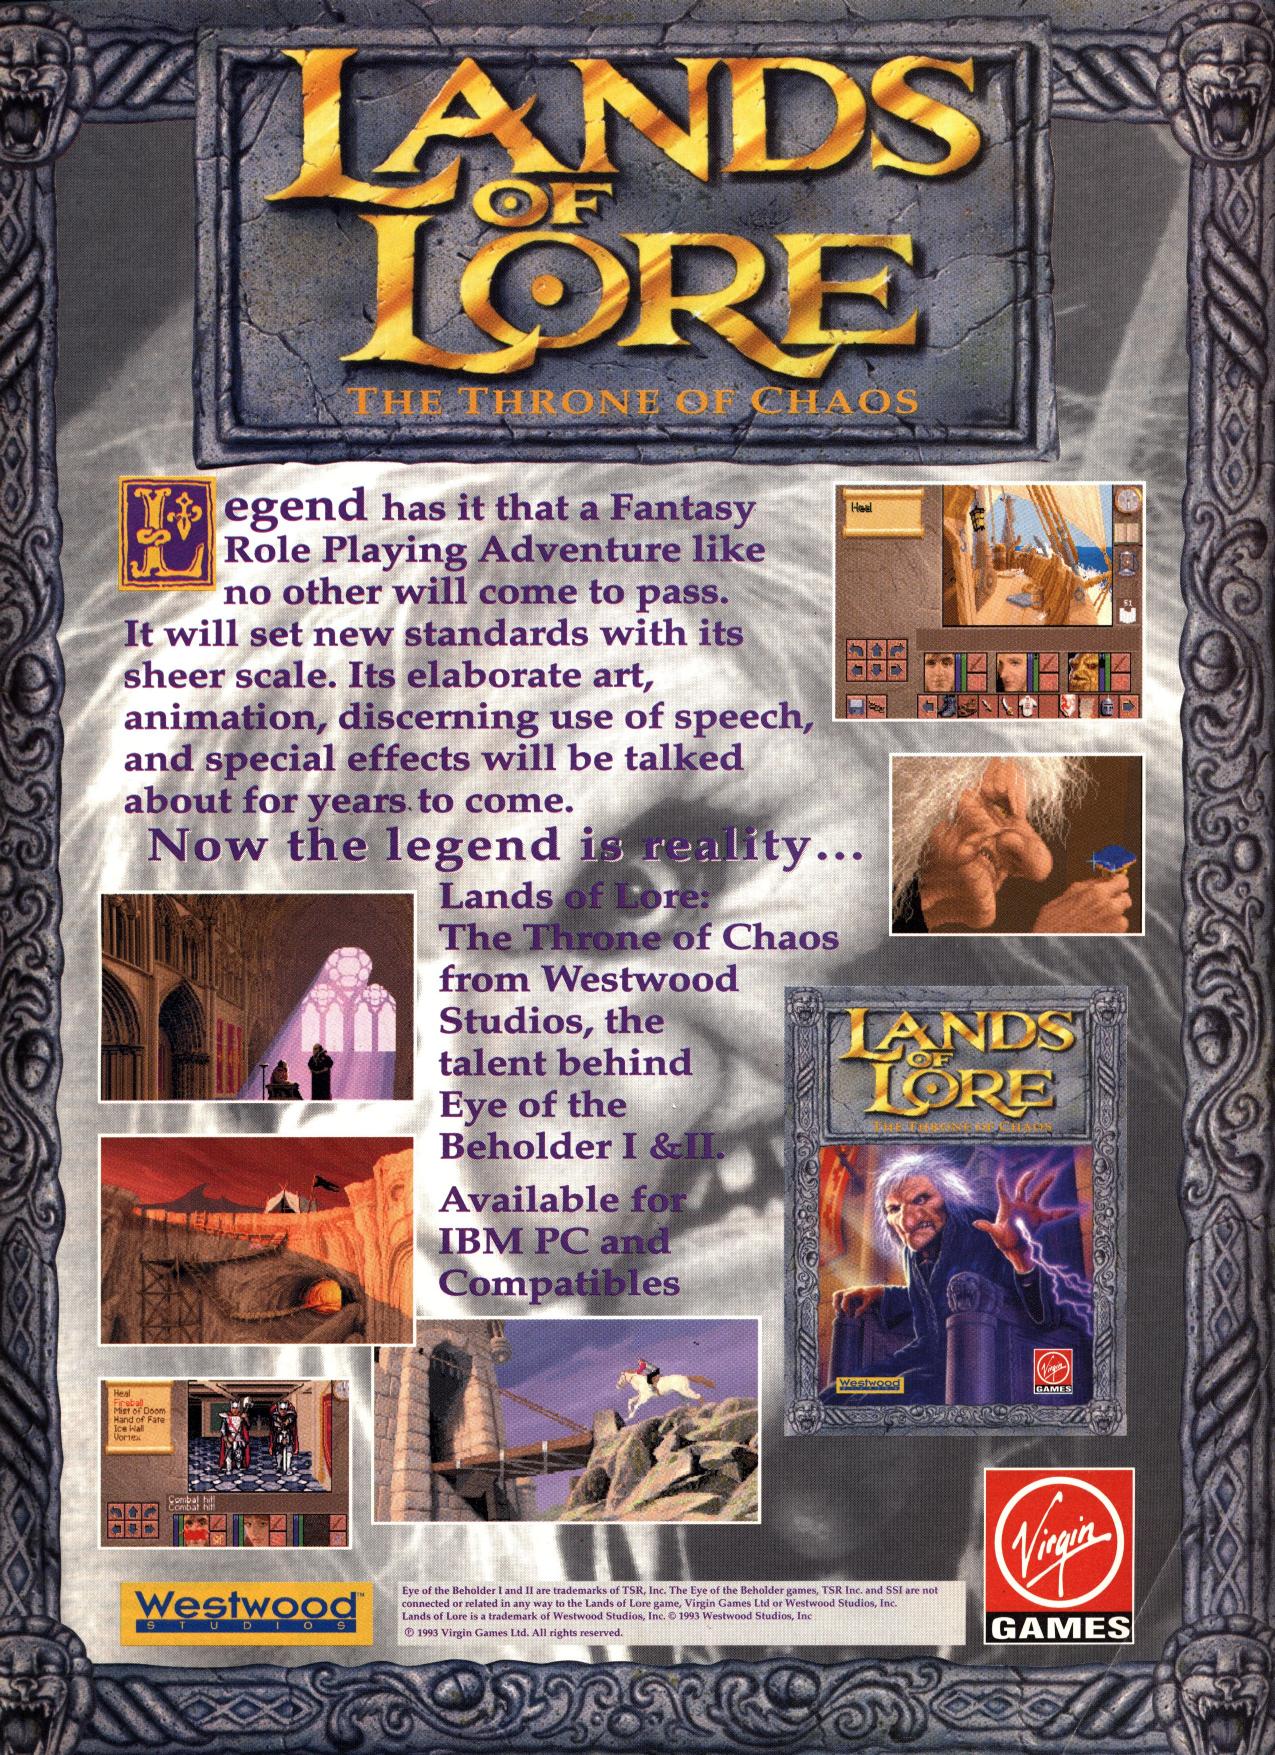 LANDS
OF
LORE
THE THRONE OF CHAOS
Legend has it that a Fantasy
Role Playing Adventure like
no other will come to pass.
It will set new standards with its
sheer scale. Its elaborate art,
animation, discerning use of speech,
and special effects will be talked
about for years to come.
Now the legend is reality...
Heal
51
Lands of Lore:
The Throne of Chaos
from Westwood
Studios, the
talent behind
Eye of the
Beholder I &II.
Available for
IBM PC and
Compatibles
LANDS
OF
LORE
THE THRONE OF CHAOS
Westwood
STUDIOS
Virgin
GAMES
Heal
Fireball
Mist of Doom
Hand of Fate
Ice Wall
Vortex
Combat hit!
Combat hit!
Westwood™
STUDIOS
Eye of the Beholder I and II are trademarks of TSR, Inc. The Eye of the Beholder games, TSR Inc. and SSI are not
connected or related in any way to the Lands of Lore game, Virgin Games Ltd or Westwood Studios, Inc.
Lands of Lore is a trademark of Westwood Studios, Inc. © 1993 Westwood Studios, Inc
℗ 1993 Virgin Games Ltd. All rights reserved.
Virgin
GAMES